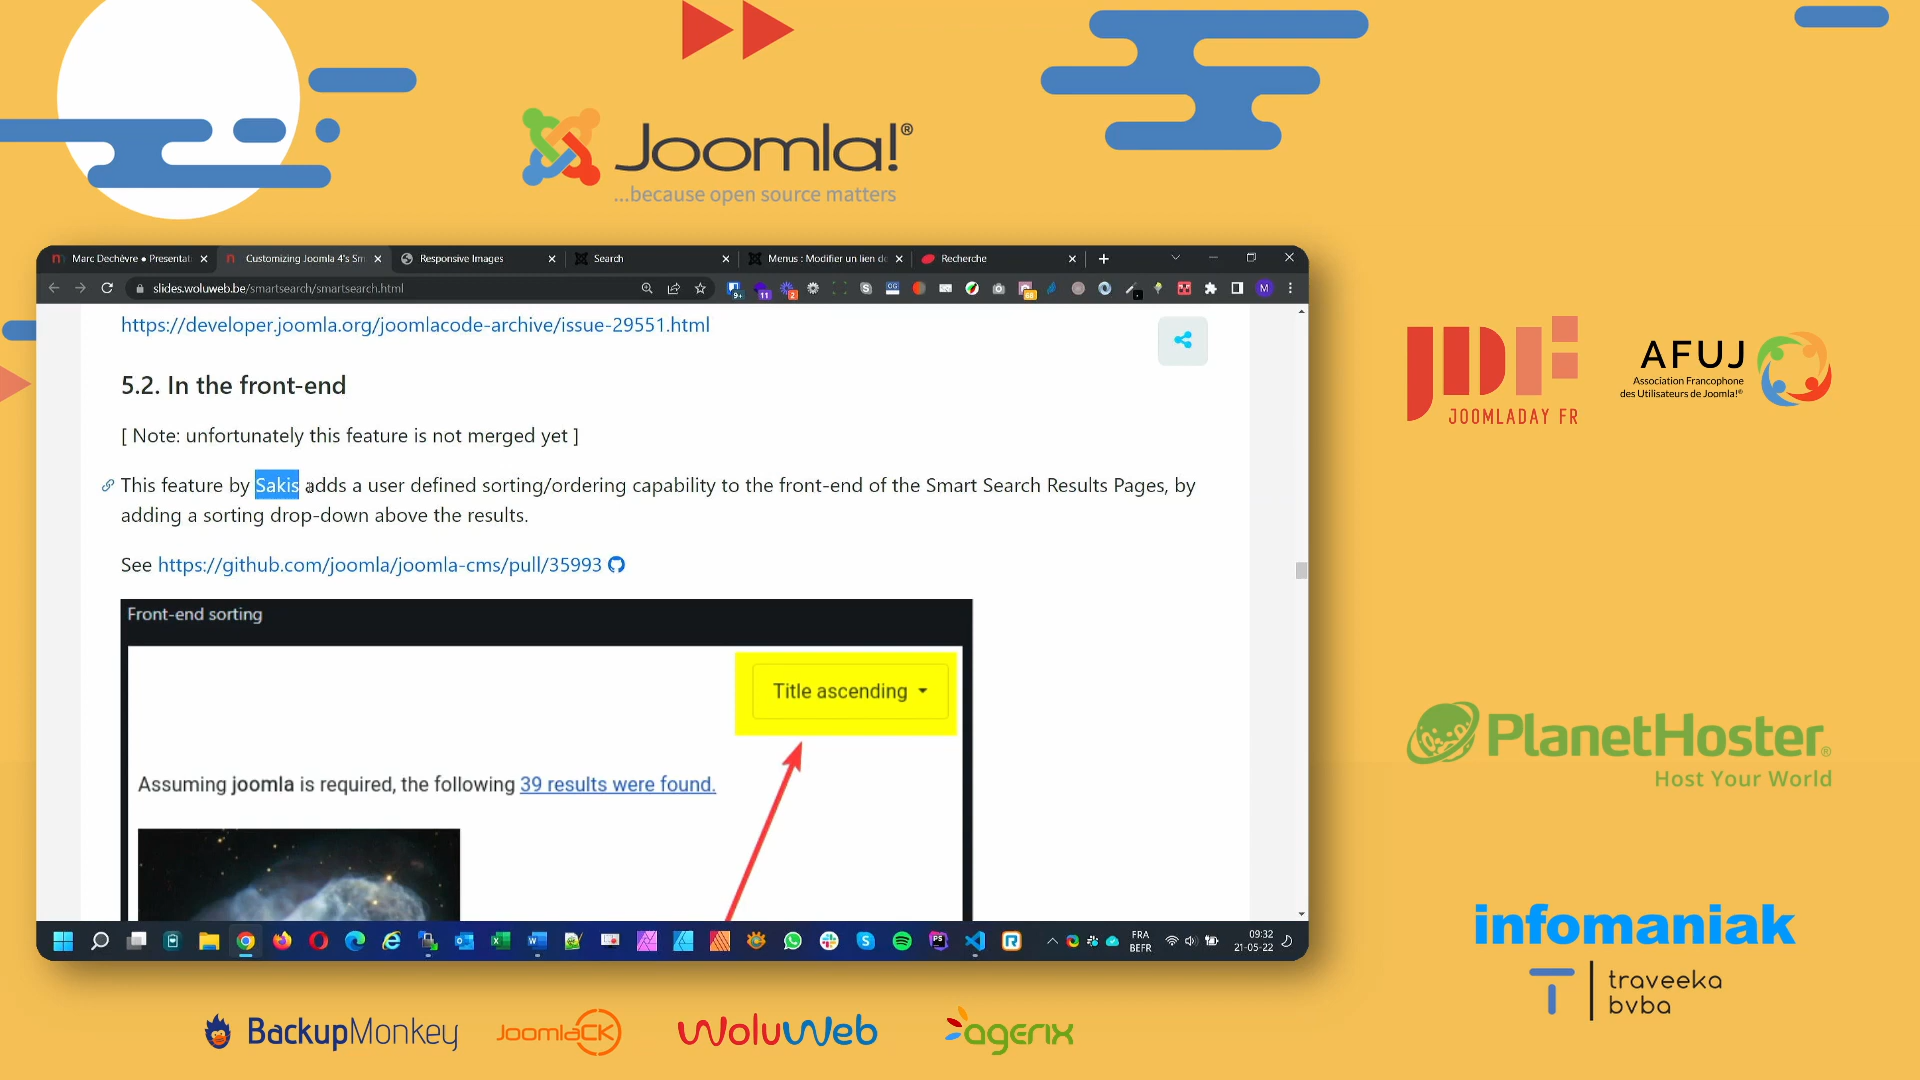 Joomla!®
...because open source matters
Marc Dechèvre • Presentat
Customizing Joomla 4's Sm
Responsive Images
Search
Menus : Modifier un lien de
Recherche
slides.woluweb.be/smartsearch/smartsearch.html
https://developer.joomla.org/joomlacode-archive/issue-29551.html
5.2. In the front-end
[ Note: unfortunately this feature is not merged yet ]
This feature by Sakis adds a user defined sorting/ordering capability to the front-end of the Smart Search Results Pages, by
adding a sorting drop-down above the results.
See https://github.com/joomla/joomla-cms/pull/35993
Front-end sorting
Title ascending
Assuming joomla is required, the following 39 results were found.
FRA
BEFR
09:32
21-05-22
JDF
JOOMLADAY FR
AFUJ
Association Francophone
des Utilisateurs de Joomla!®
PlanetHoster®
Host Your World
infomaniak
T traveeka
bvba
BackupMonkey
JoomlaCK
WoluWeb
agerix